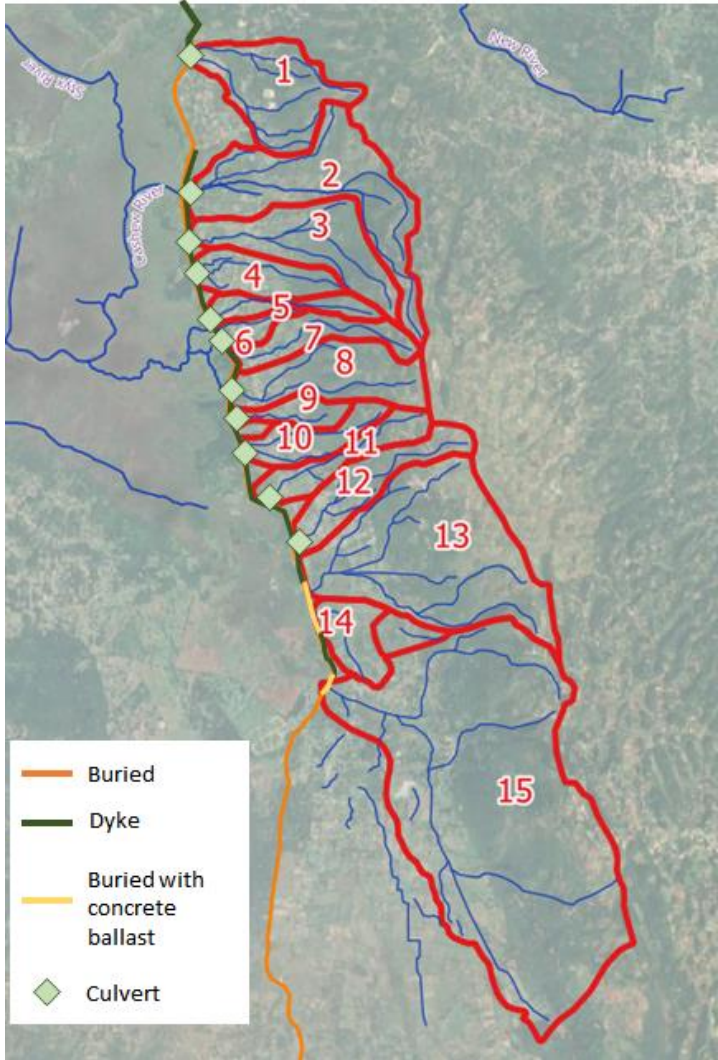 New River
Styx River
Cashew River
1
2
3
4
5
6
7
8
9
10
11
12
13
14
15
Buried
Dyke
Buried with
concrete
ballast
Culvert